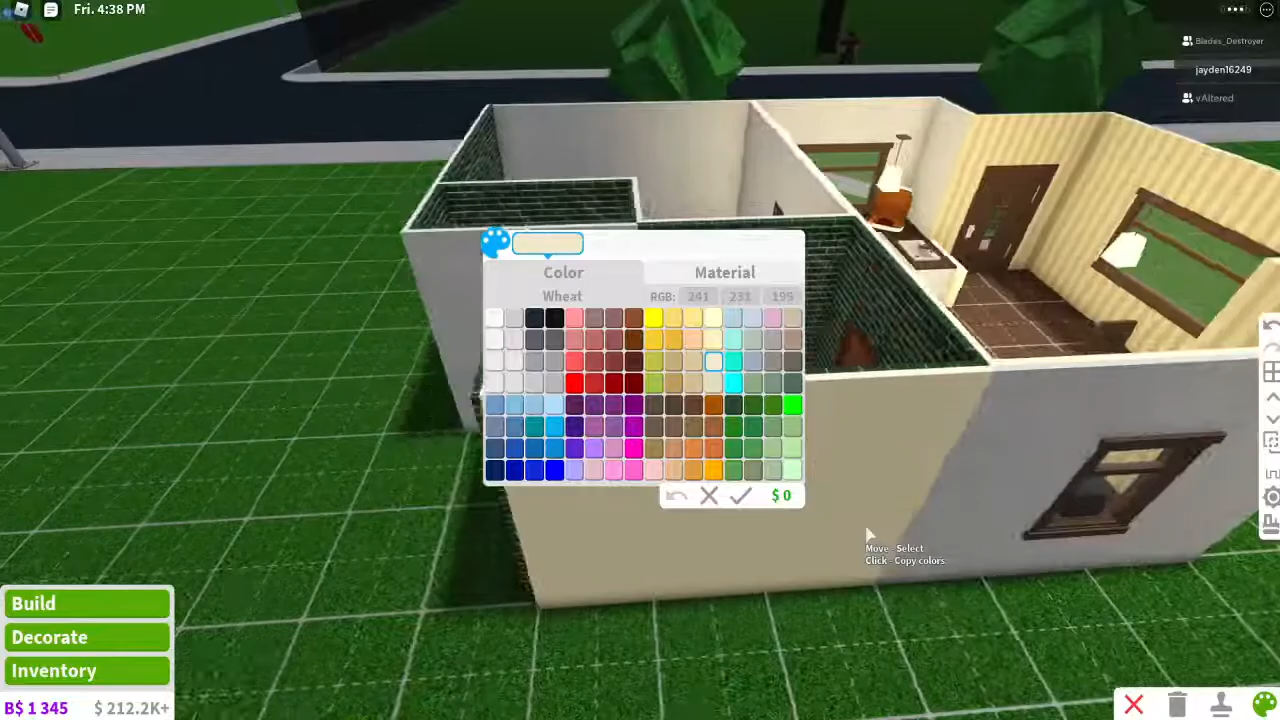 Fri. 4:38 PM
Blades_Destroyer
jayden16249
vAltered
Color
Material
Wheat
RGB: 241 231 199
$ 0
Move - Select
Click - Copy colors
Build
Decorate
Inventory
B$ 1 345 $ 212.2K+